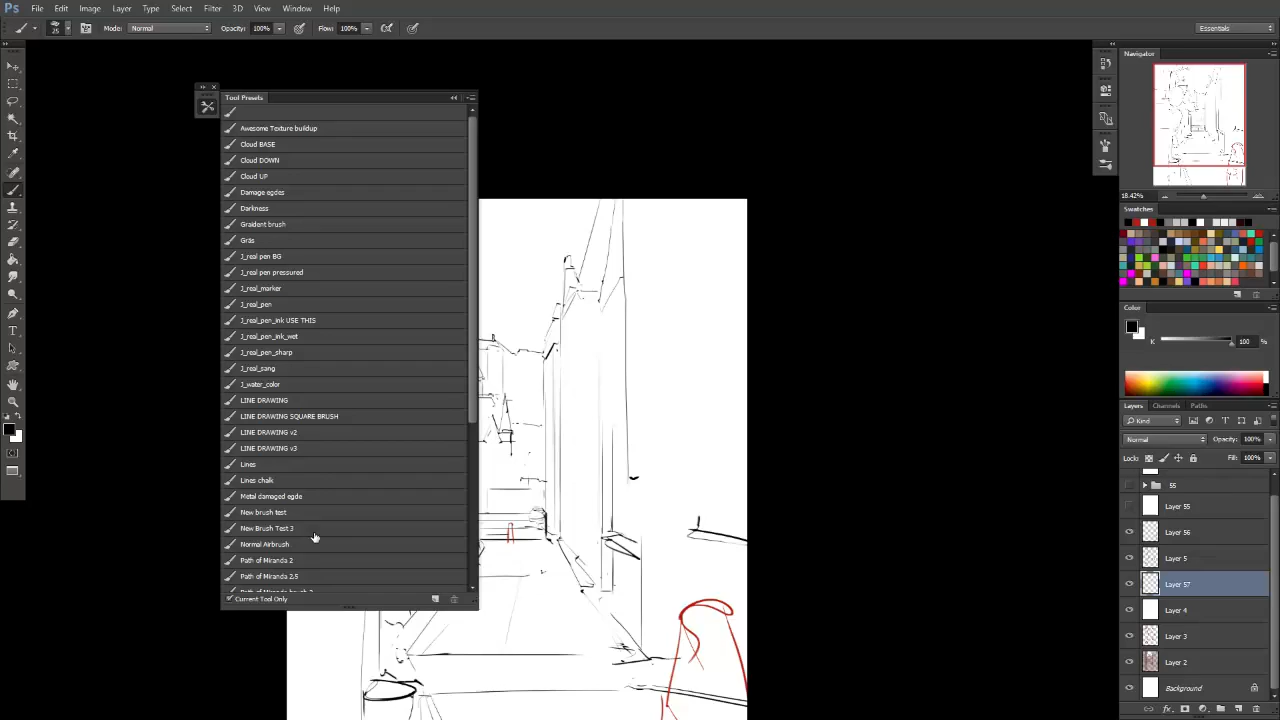 Ps File Edit Image Layer Type Select Filter 3D View Window Help
25 Mode: Normal Opacity: 100% Flow: 100% Essentials
Navigator
18.42%
Swatches
Color
K 100 %
Layers Channels Paths
Kind
Normal Opacity: 100%
Lock: Fill: 100%
55
Layer 55
Layer 56
Layer 5
Layer 57
Layer 4
Layer 3
Layer 2
Background
Tool Presets
Awesome Texture buildup
Cloud BASE
Cloud DOWN
Cloud UP
Damage egdes
Darkness
Graident brush
Gräs
J_real pen BG
J_real pen pressured
J_real_marker
J_real_pen
J_real_pen_ink USE THIS
J_real_pen_ink_wet
J_real_pen_sharp
J_real_sang
J_water_color
LINE DRAWING
LINE DRAWING SQUARE BRUSH
LINE DRAWING v2
LINE DRAWING v3
Lines
Lines chalk
Metal damaged egde
New brush test
New Brush Test 3
Normal Airbrush
Path of Miranda 2
Path of Miranda 2.5
Current Tool Only